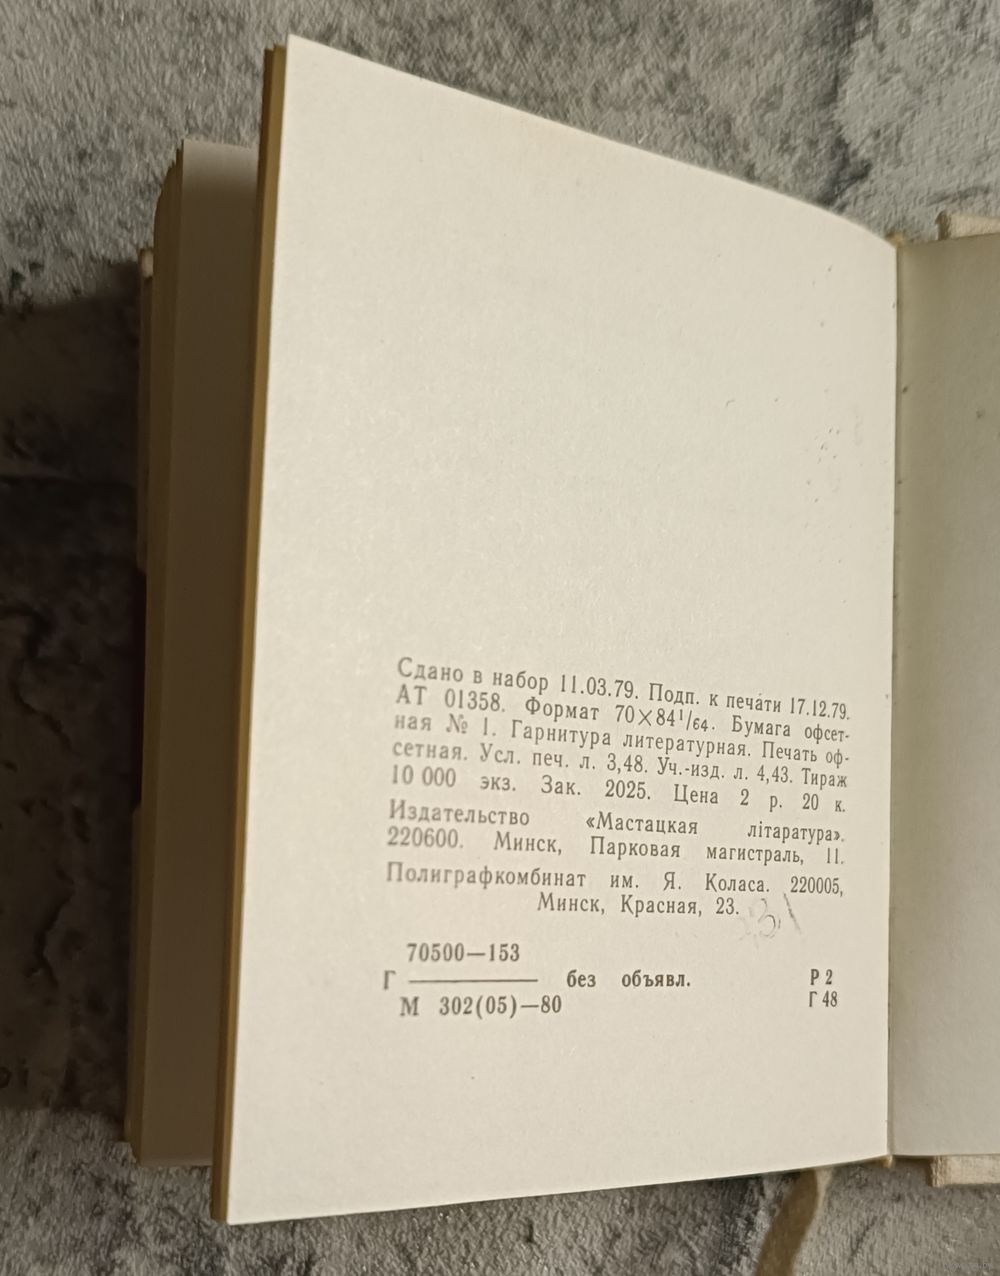 Сдано в набор 11.03.79. Подп. к печати 17.12.79.
АТ 01358. Формат 70×84¹/₆₄. Бумага офсет-
ная № 1. Гарнитура литературная. Печать оф-
сетная. Усл. печ. л. 3,48. Уч.-изд. л. 4,43. Тираж
10 000 экз. Зак. 2025. Цена 2 р. 20 к.
Издательство «Мастацкая літаратура».
220600. Минск, Парковая магистраль, 11.
Полиграфкомбинат им. Я. Коласа. 220005,
Минск, Красная, 23.
70500—153
Г —— без объявл.
М 302(05)—80
Р 2
Г 48